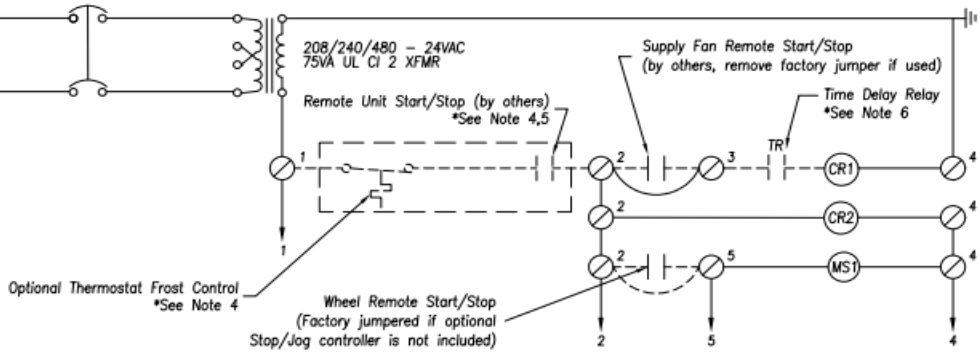 208/240/480 - 24VAC
75VA UL Cl 2 XFMR
Supply Fan Remote Start/Stop
(by others, remove factory jumper if used)
Remote Unit Start/Stop (by others)
*See Note 4,5
Time Delay Relay
*See Note 6
TR
1
2
3
CR1
4
2
CR2
4
1
2
5
MS1
4
Optional Thermostat Frost Control
*See Note 4
Wheel Remote Start/Stop
(Factory jumpered if optional
Stop/Jog controller is not included)
2
5
4